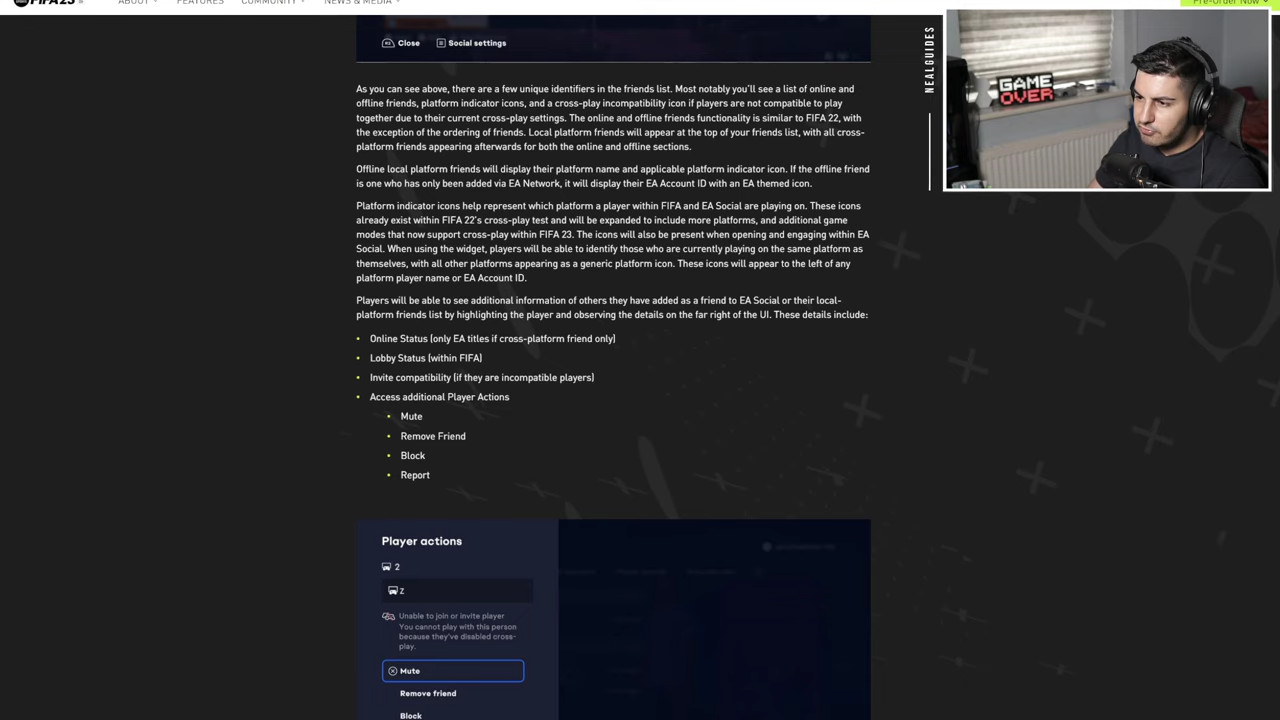 FIFA 23
ABOUT
FEATURES
COMMUNITY
NEWS & MEDIA
Pre-Order Now
NEALGUIDES
GAME
OVER
Close
Social settings
As you can see above, there are a few unique identifiers in the friends list. Most notably you'll see a list of online and
offline friends, platform indicator icons, and a cross-play incompatibility icon if players are not compatible to play
together due to their current cross-play settings. The online and offline friends functionality is similar to FIFA 22, with
the exception of the ordering of friends. Local platform friends will appear at the top of your friends list, with all cross-
platform friends appearing afterwards for both the online and offline sections.
Offline local platform friends will display their platform name and applicable platform indicator icon. If the offline friend
is one who has only been added via EA Network, it will display their EA Account ID with an EA themed icon.
Platform indicator icons help represent which platform a player within FIFA and EA Social are playing on. These icons
already exist within FIFA 22's cross-play test and will be expanded to include more platforms, and additional game
modes that now support cross-play within FIFA 23. The icons will also be present when opening and engaging within EA
Social. When using the widget, players will be able to identify those who are currently playing on the same platform as
themselves, with all other platforms appearing as a generic platform icon. These icons will appear to the left of any
platform player name or EA Account ID.
Players will be able to see additional information of others they have added as a friend to EA Social or their local-
platform friends list by highlighting the player and observing the details on the far right of the UI. These details include:
• Online Status (only EA titles if cross-platform friend only)
• Lobby Status (within FIFA)
• Invite compatibility (if they are incompatible players)
• Access additional Player Actions
• Mute
• Remove Friend
• Block
• Report
Player actions
2
Z
Unable to join or invite player
You cannot play with this person
because they've disabled cross-
play.
Mute
Remove friend
Block